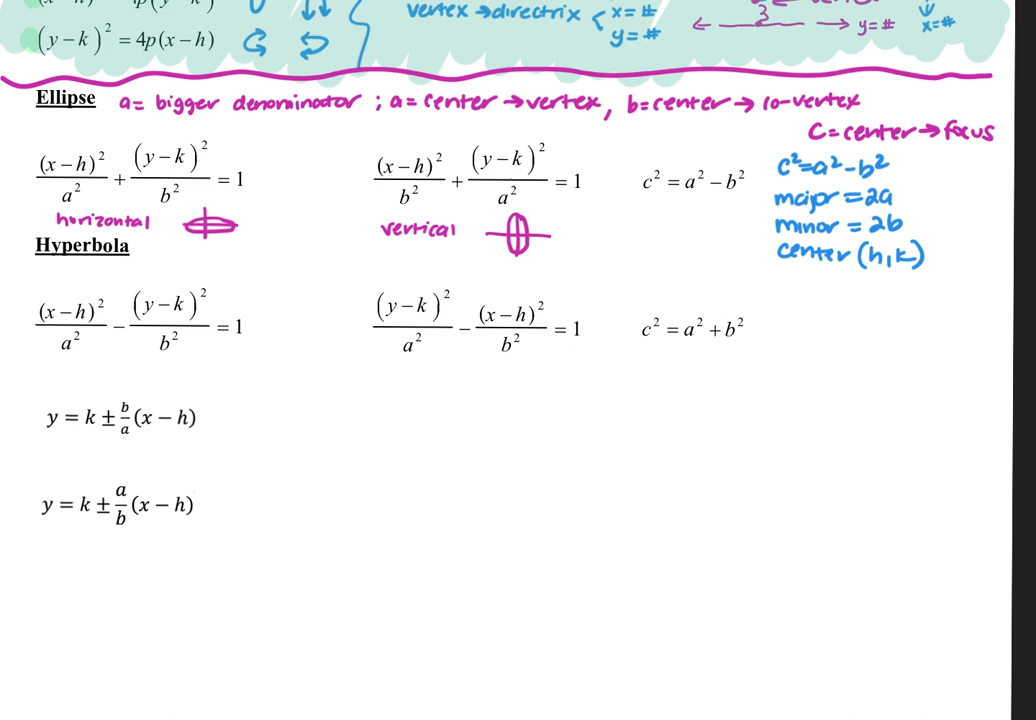 vertex → directrix < x = #
y = #
3
y = #
x = #
(y − k)² = 4p(x − h)
Ellipse a = bigger denominator ; a = center → vertex, b = center → co-vertex
c = center → focus
(x − h)²/a² + (y − k)²/b² = 1
(x − h)²/b² + (y − k)²/a² = 1
c² = a² − b²
c² = a² − b²
major = 2a
minor = 2b
center (h, k)
horizontal
vertical
Hyperbola
(x − h)²/a² − (y − k)²/b² = 1
(y − k)²/a² − (x − h)²/b² = 1
c² = a² + b²
y = k ± b/a (x − h)
y = k ± a/b (x − h)